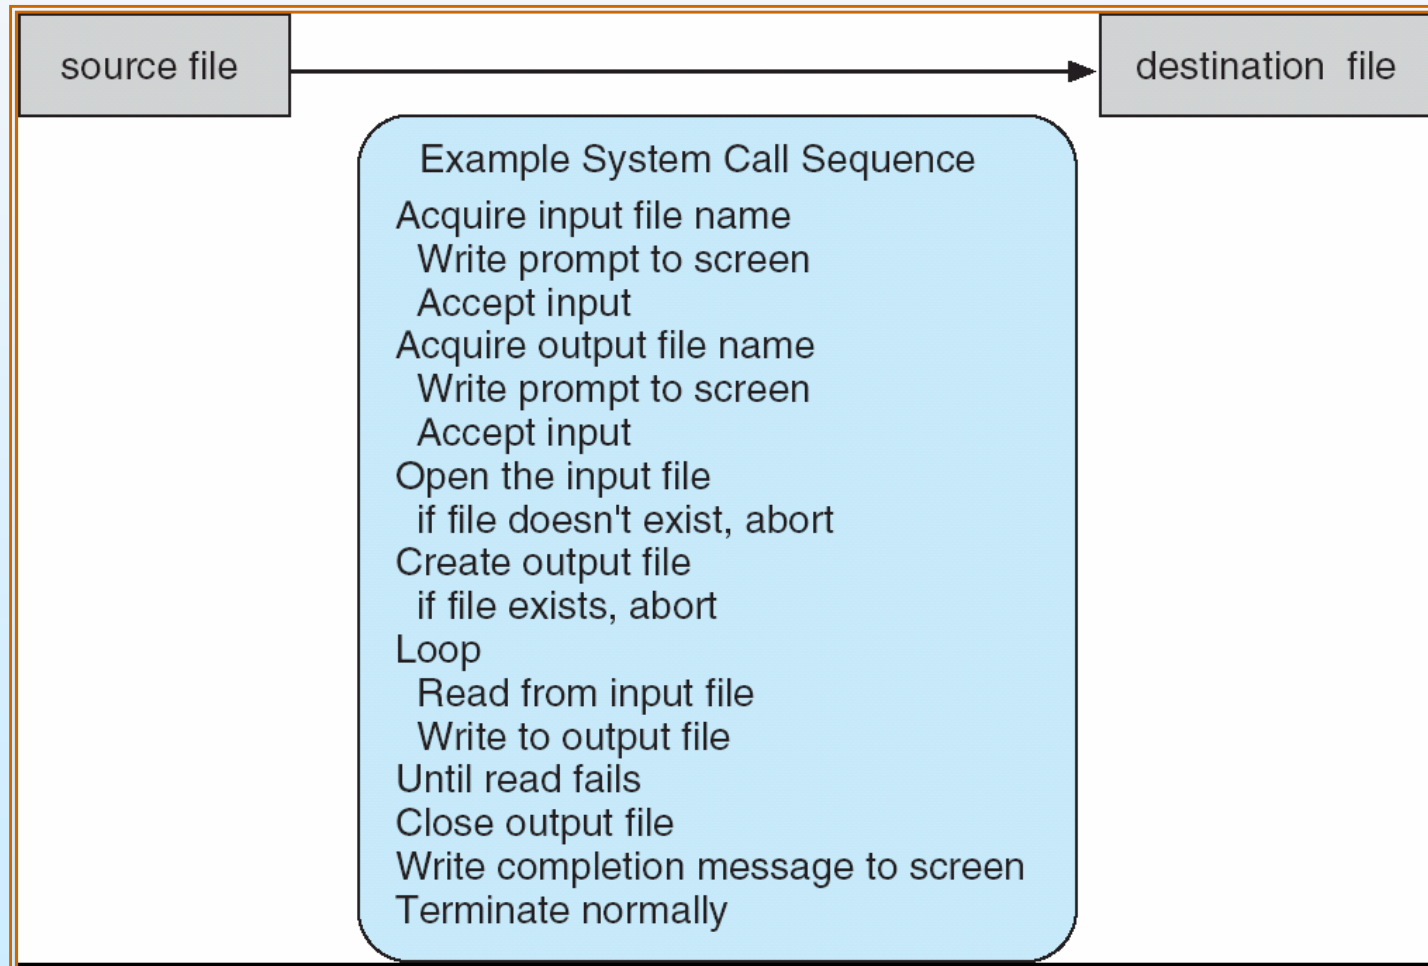 source file
destination file
Example System Call Sequence
Acquire input file name
Write prompt to screen
Accept input
Acquire output file name
Write prompt to screen
Accept input
Open the input file
if file doesn't exist, abort
Create output file
if file exists, abort
Loop
Read from input file
Write to output file
Until read fails
Close output file
Write completion message to screen
Terminate normally